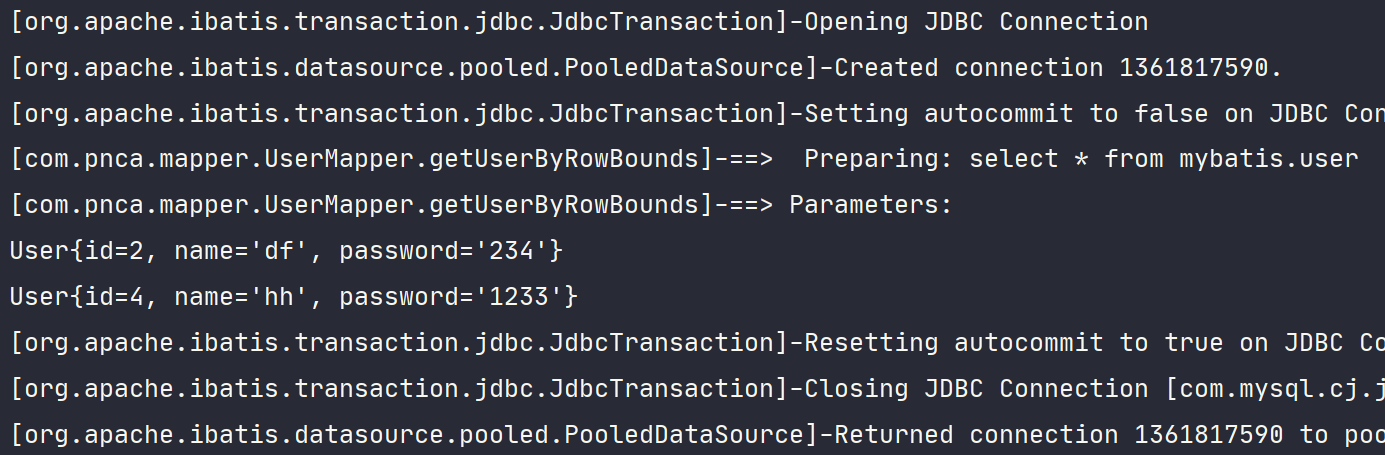 [org.apache.ibatis.transaction.jdbc.JdbcTransaction]-Opening JDBC Connection
[org.apache.ibatis.datasource.pooled.PooledDataSource]-Created connection 1361817590.
[org.apache.ibatis.transaction.jdbc.JdbcTransaction]-Setting autocommit to false on JDBC Con
[com.pnca.mapper.UserMapper.getUserByRowBounds]-==>  Preparing: select * from mybatis.user
[com.pnca.mapper.UserMapper.getUserByRowBounds]-==> Parameters:
User{id=2, name='df', password='234'}
User{id=4, name='hh', password='1233'}
[org.apache.ibatis.transaction.jdbc.JdbcTransaction]-Resetting autocommit to true on JDBC Co
[org.apache.ibatis.transaction.jdbc.JdbcTransaction]-Closing JDBC Connection [com.mysql.cj.j
[org.apache.ibatis.datasource.pooled.PooledDataSource]-Returned connection 1361817590 to poo